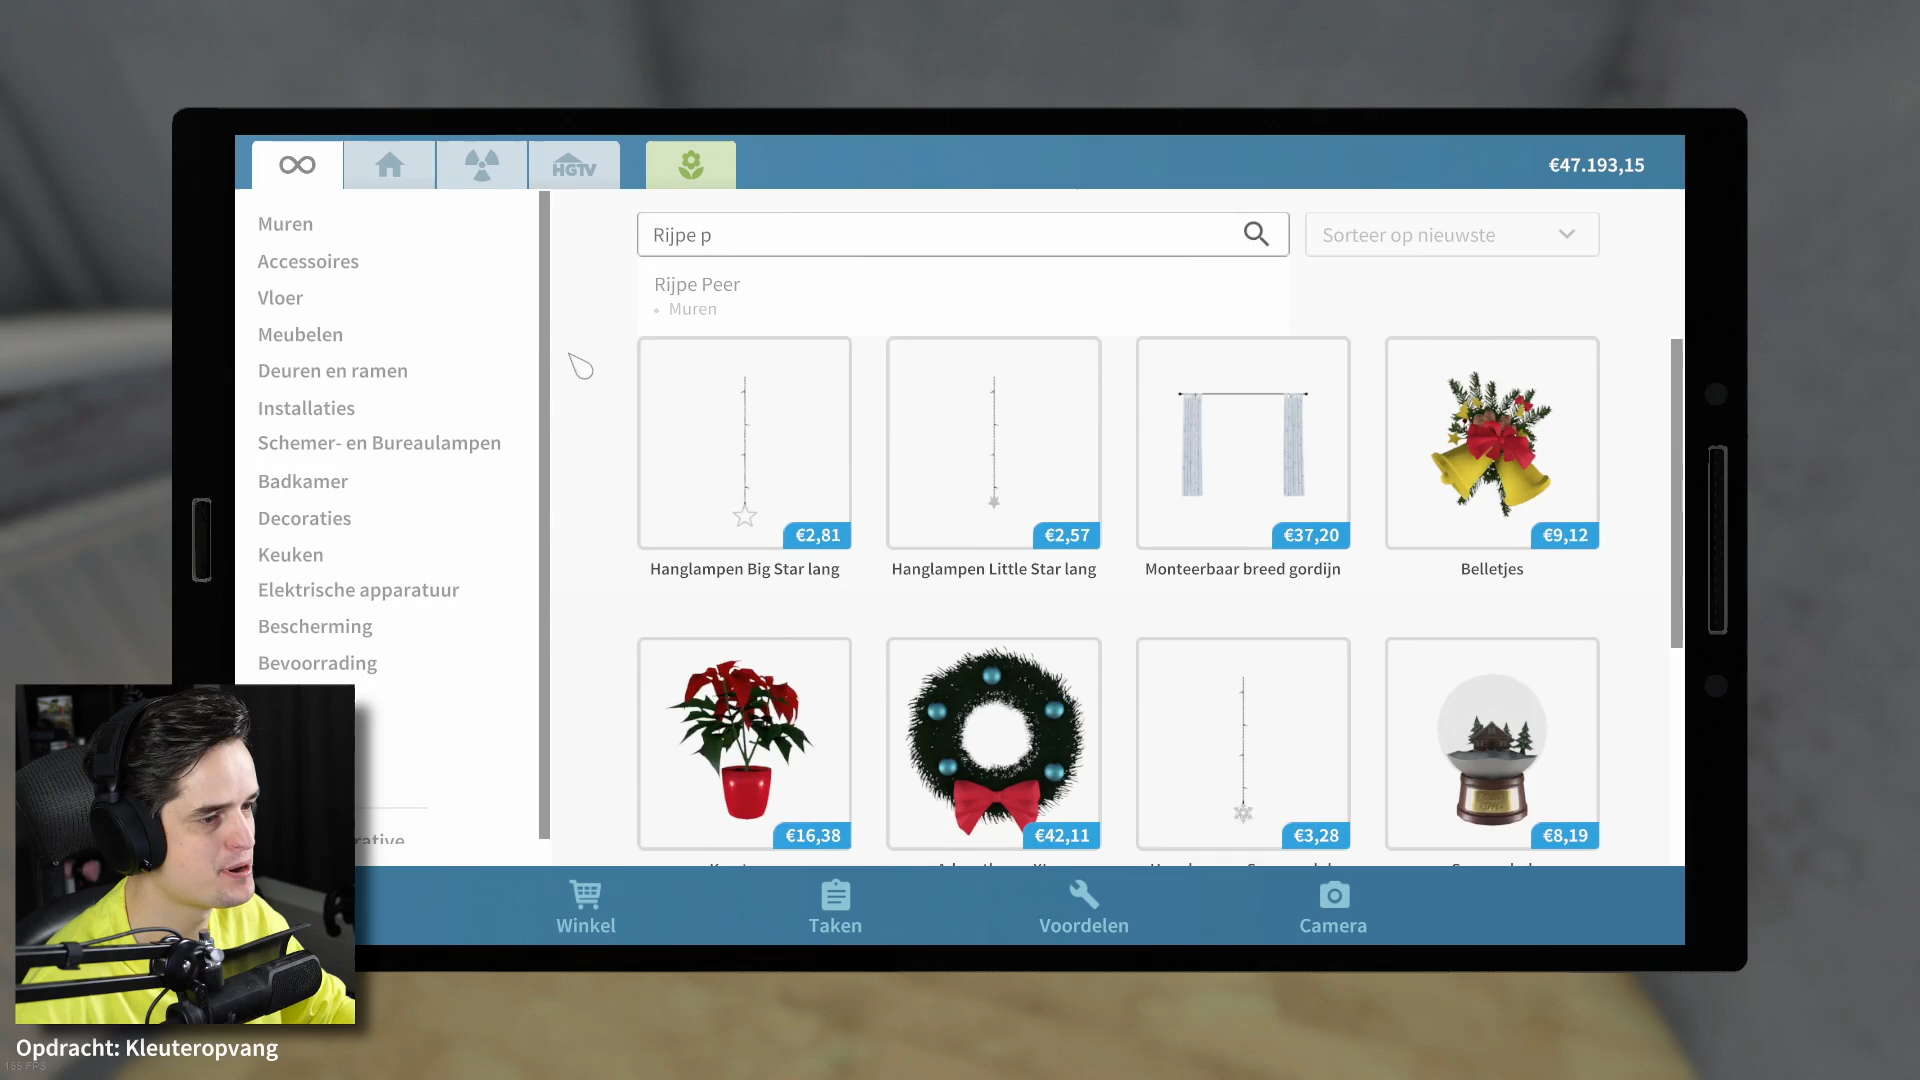 HGTV
€47.193,15
Muren
Accessoires
Vloer
Meubelen
Deuren en ramen
Installaties
Schemer- en Bureaulampen
Badkamer
Decoraties
Keuken
Elektrische apparatuur
Bescherming
Bevoorrading
Rijpe p
Sorteer op nieuwste
Rijpe Peer
Muren
€2,81
€2,57
€37,20
€9,12
Hanglampen Big Star lang
Hanglampen Little Star lang
Monteerbaar breed gordijn
Belletjes
€16,38
€42,11
€3,28
€8,19
Winkel
Taken
Voordelen
Camera
Opdracht: Kleuteropvang